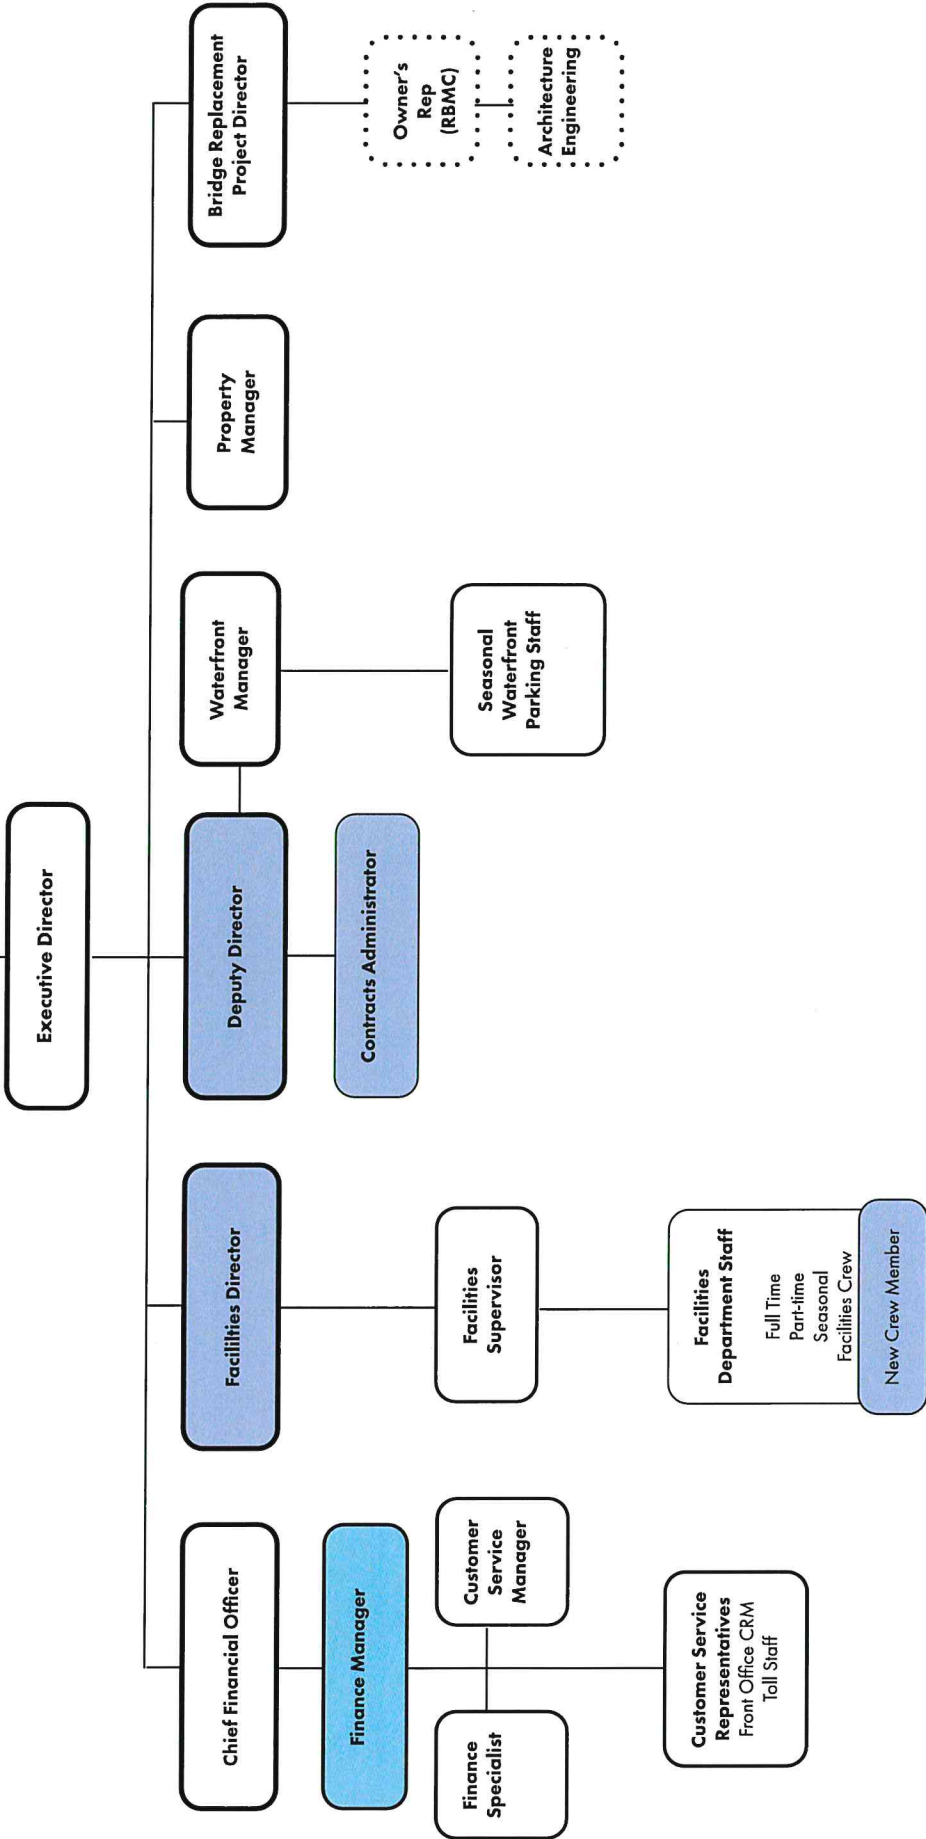 Executive Director
Chief Financial Officer
Facililties Director
Deputy Director
Waterfront
Manager
Property
Manager
Bridge Replacement
Project Director
Finance Manager
Contracts Administrator
Owner's
Rep
(RBMC)
Finance
Specialist
Customer
Service
Manager
Facilities
Supervisor
Seasonal
Waterfront
Parking Staff
Architecture
Engineering
Customer Service
Representatives
Front Office CRM
Toll Staff
Facilities
Department Staff
Full Time
Part-time
Seasonal
Facilities Crew
New Crew Member